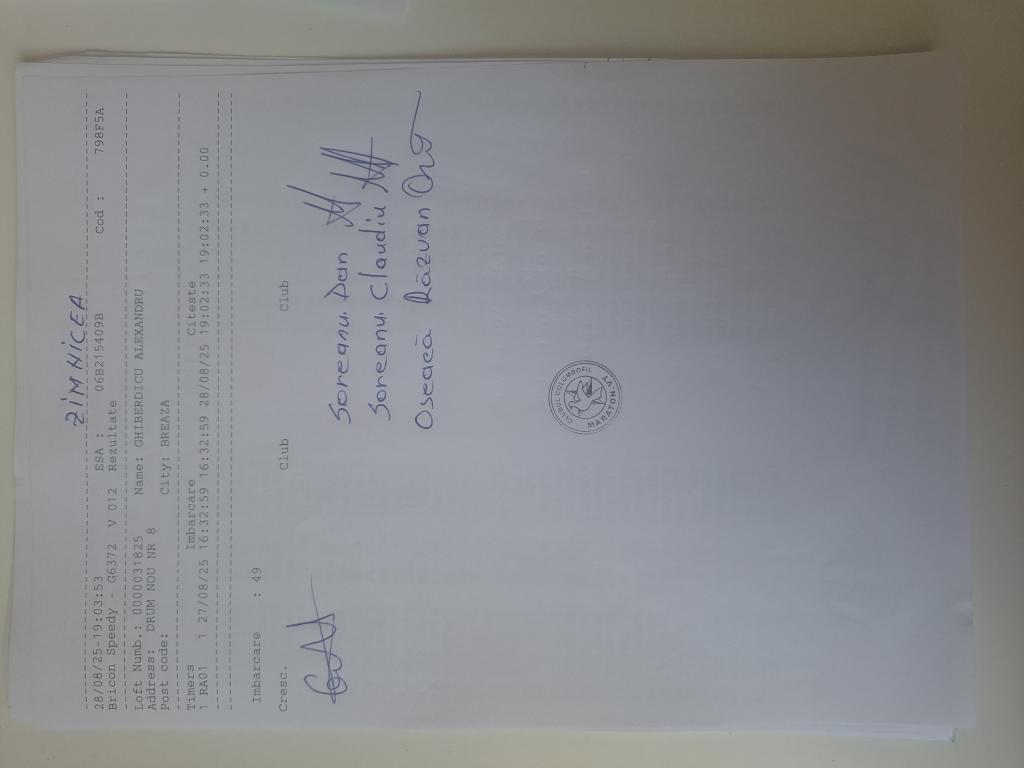 ZIMNICEA
28/08/25-19:03:53 ESA : 06B215409B Cod : 798F5A
Bricon Speedy - G6372 V 012 Rezultate
Loft Numb.: 0000031825 Name: GHIBERDICU ALEXANDRU
Address: DRUM NOU NR 8
Post code: City: BREAZA
Timers Imbarcare Citeste
1 RA01 1 27/08/25 16:32:59 16:32:59 28/08/25 19:02:33 19:02:33 + 0.00
Imbarcare : 49
Cresc. Club Club
Soreanu Dan
Soreanu Claudiu
Oseacă Răzvan
CLUBUL COLUMBOFIL
MARATON VA